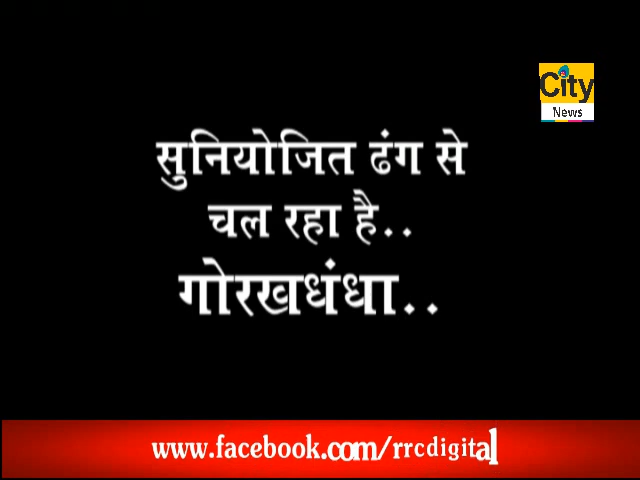 City
News
सुनियोजित ढंग से
चल रहा है..
गोरखधंधा..
www.facebook.com/rrcdigital